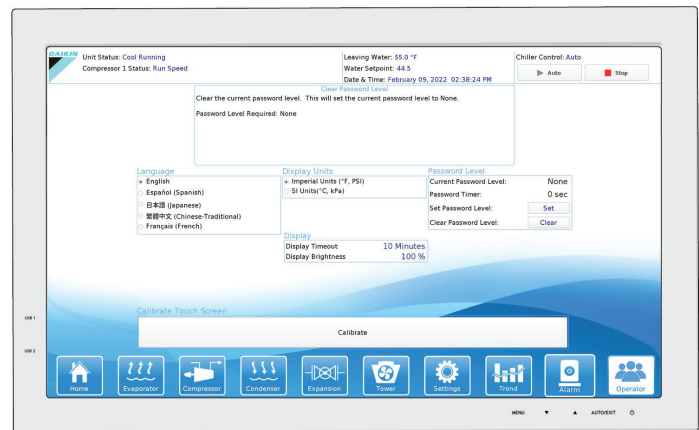 DAIKIN
Unit Status: Cool Running
Compressor 1 Status: Run Speed
Leaving Water: 55.0 °F
Water Setpoint: 44.5
Date & Time: February 09, 2022 02:38:24 PM
Chiller Control: Auto
Auto
Stop
Clear Password Level
Clear the current password level. This will set the current password level to None.
Password Level Required: None
Language
English
Español (Spanish)
日本語 (Japanese)
繁體中文 (Chinese-Traditional)
Français (French)
Display Units
Imperial Units (°F, PSI)
SI Units(°C, kPa)
Password Level
Current Password Level: None
Password Timer: 0 sec
Set Password Level: Set
Clear Password Level: Clear
Display
Display Timeout 10 Minutes
Display Brightness 100 %
Calibrate Touch Screen
Calibrate
USB 1
USB 2
Home
Evaporator
Compressor
Condenser
Expansion
Tower
Settings
Trend
Alarm
Operator
MENU ▼ ▲ AUTO/EXIT